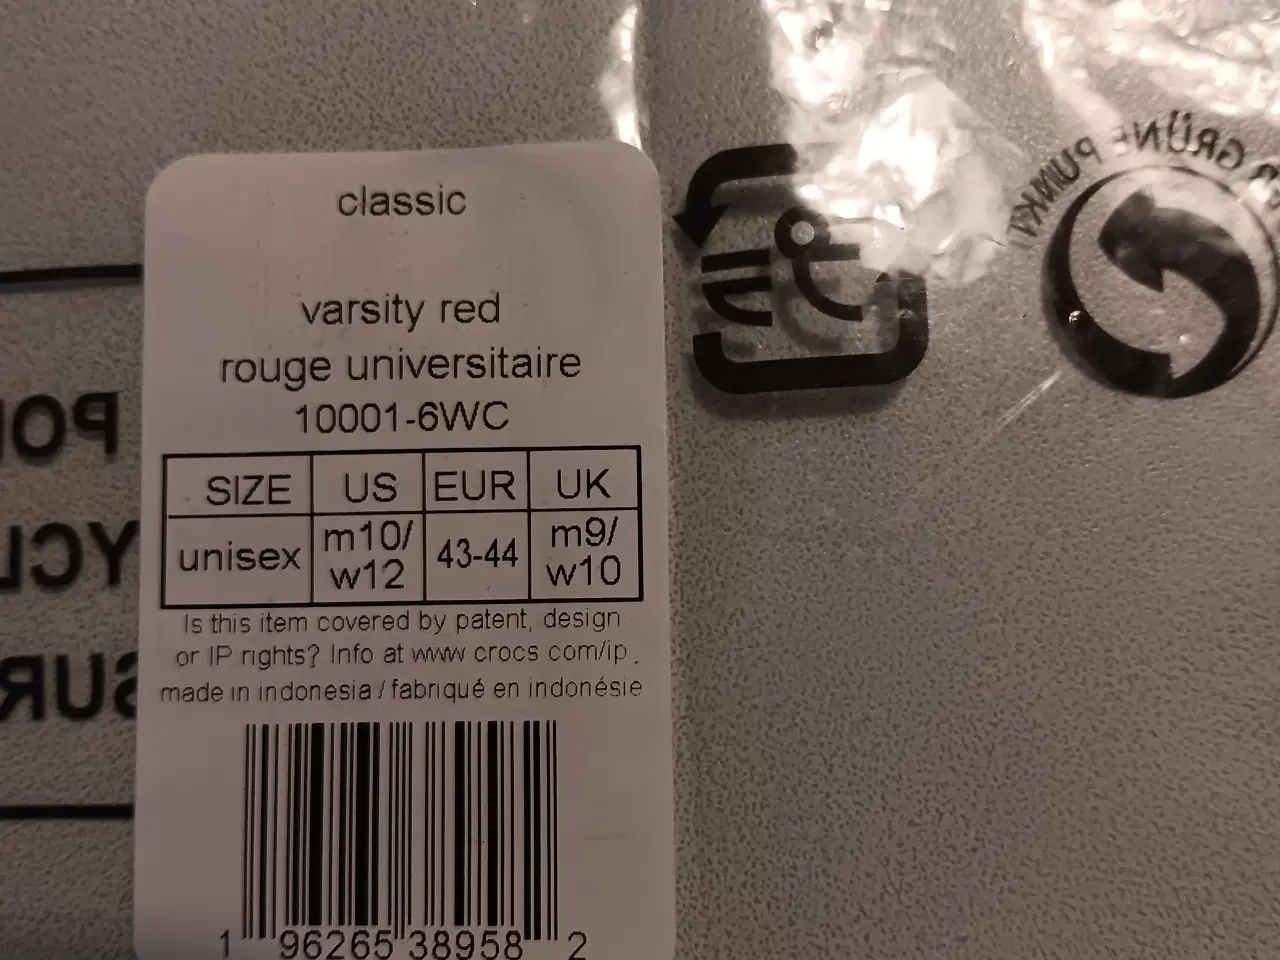 classic
varsity red
rouge universitaire
10001-6WC
SIZE US EUR UK
unisex m10/ w12 43-44 m9/ w10
Is this item covered by patent, design
or IP rights? Info at www crocs com/ip.
made in indonesia / fabriqué en indonésie
1 96265 38958 2
GRÜNE PUNKT